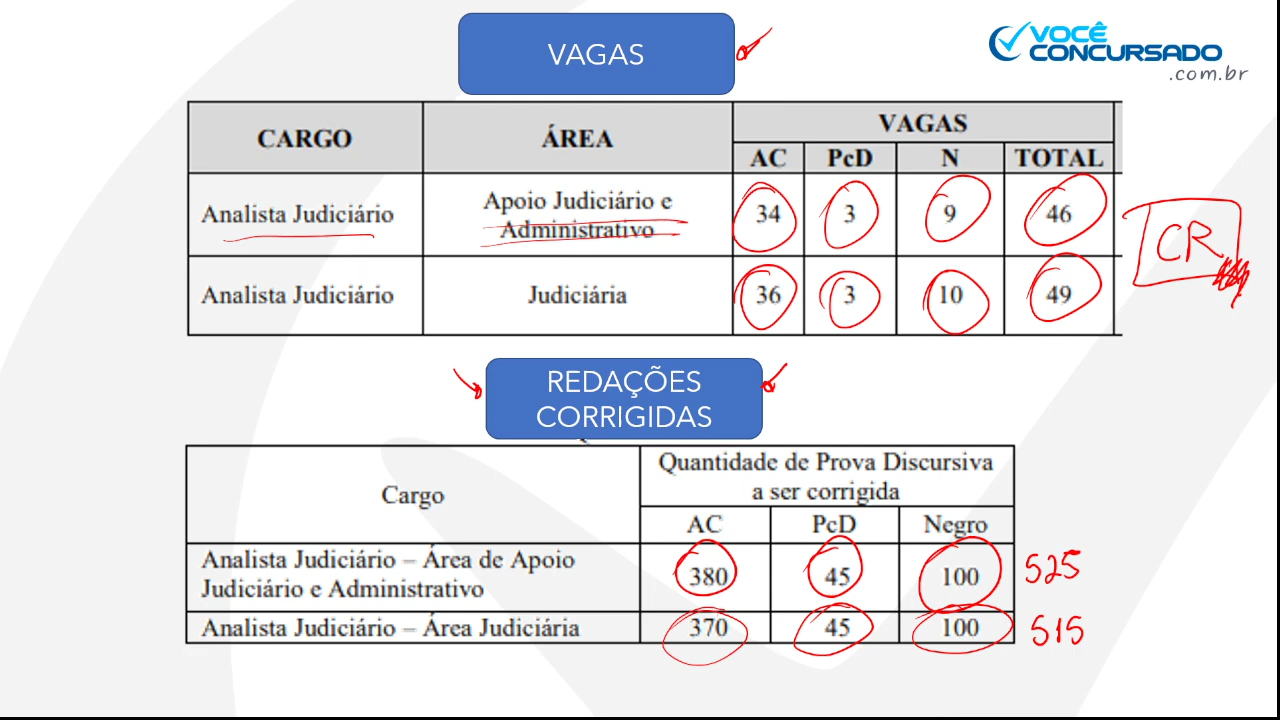 VAGAS
VOCÊ
CONCURSADO
.com.br
CARGO
ÁREA
VAGAS
AC PcD N TOTAL
Analista Judiciário
Apoio Judiciário e
Administrativo
34 3 9 46
CR
Analista Judiciário Judiciária 36 3 10 49
REDAÇÕES
CORRIGIDAS
Cargo
Quantidade de Prova Discursiva
a ser corrigida
AC PcD Negro
Analista Judiciário – Área de Apoio
Judiciário e Administrativo
380 45 100 525
Analista Judiciário – Área Judiciária 370 45 100 515